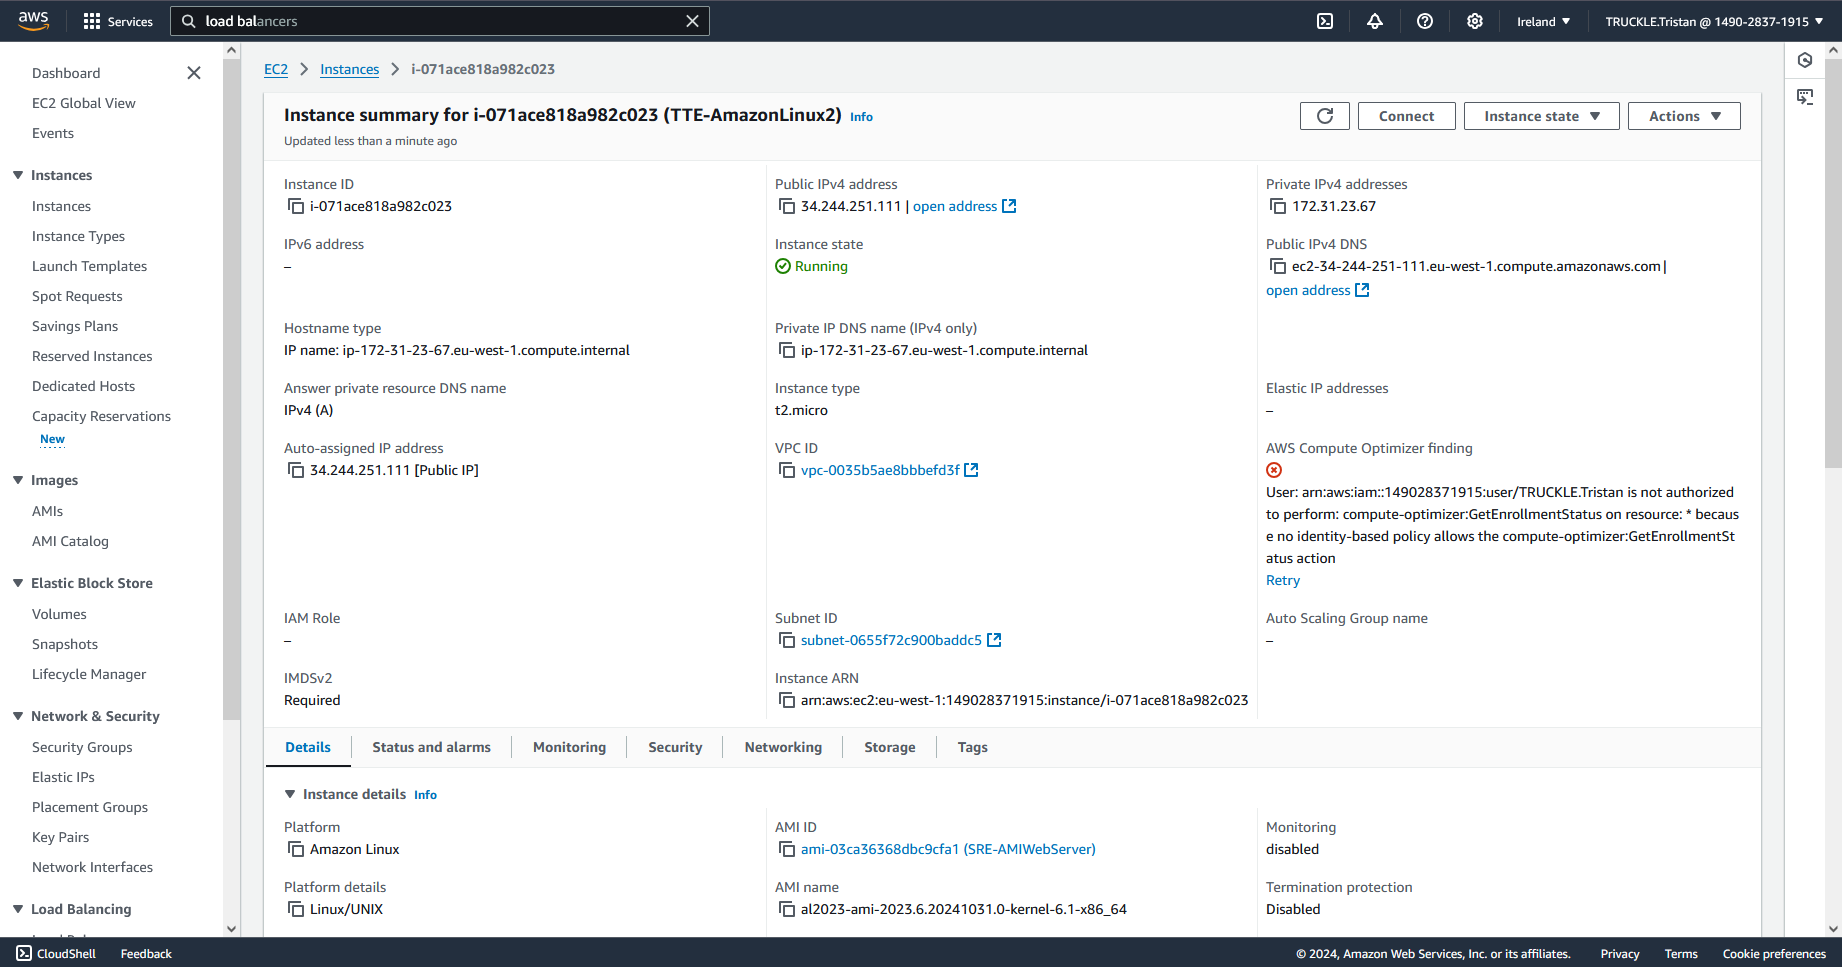 aws
Services
load balancers
Ireland
TRUCKLE.Tristan @ 1490-2837-1915
Dashboard
EC2 Global View
Events
Instances
Instances
Instance Types
Launch Templates
Spot Requests
Savings Plans
Reserved Instances
Dedicated Hosts
Capacity Reservations
New
Images
AMIs
AMI Catalog
Elastic Block Store
Volumes
Snapshots
Lifecycle Manager
Network & Security
Security Groups
Elastic IPs
Placement Groups
Key Pairs
Network Interfaces
Load Balancing
EC2 > Instances > i-071ace818a982c023
Instance summary for i-071ace818a982c023 (TTE-AmazonLinux2) Info
Updated less than a minute ago
Connect
Instance state
Actions
Instance ID
i-071ace818a982c023
Public IPv4 address
34.244.251.111 | open address
Private IPv4 addresses
172.31.23.67
IPv6 address
–
Instance state
Running
Public IPv4 DNS
ec2-34-244-251-111.eu-west-1.compute.amazonaws.com |
open address
Hostname type
IP name: ip-172-31-23-67.eu-west-1.compute.internal
Private IP DNS name (IPv4 only)
ip-172-31-23-67.eu-west-1.compute.internal
Answer private resource DNS name
IPv4 (A)
Instance type
t2.micro
Elastic IP addresses
–
Auto-assigned IP address
34.244.251.111 [Public IP]
VPC ID
vpc-0035b5ae8bbbefd3f
AWS Compute Optimizer finding
User: arn:aws:iam::149028371915:user/TRUCKLE.Tristan is not authorized
to perform: compute-optimizer:GetEnrollmentStatus on resource: * becaus
e no identity-based policy allows the compute-optimizer:GetEnrollmentSt
atus action
Retry
IAM Role
–
Subnet ID
subnet-0655f72c900baddc5
Auto Scaling Group name
–
IMDSv2
Required
Instance ARN
arn:aws:ec2:eu-west-1:149028371915:instance/i-071ace818a982c023
Details
Status and alarms
Monitoring
Security
Networking
Storage
Tags
Instance details Info
Platform
Amazon Linux
AMI ID
ami-03ca36368dbc9cfa1 (SRE-AMIWebServer)
Monitoring
disabled
Platform details
Linux/UNIX
AMI name
al2023-ami-2023.6.20241031.0-kernel-6.1-x86_64
Termination protection
Disabled
CloudShell
Feedback
© 2024, Amazon Web Services, Inc. or its affiliates.
Privacy
Terms
Cookie preferences